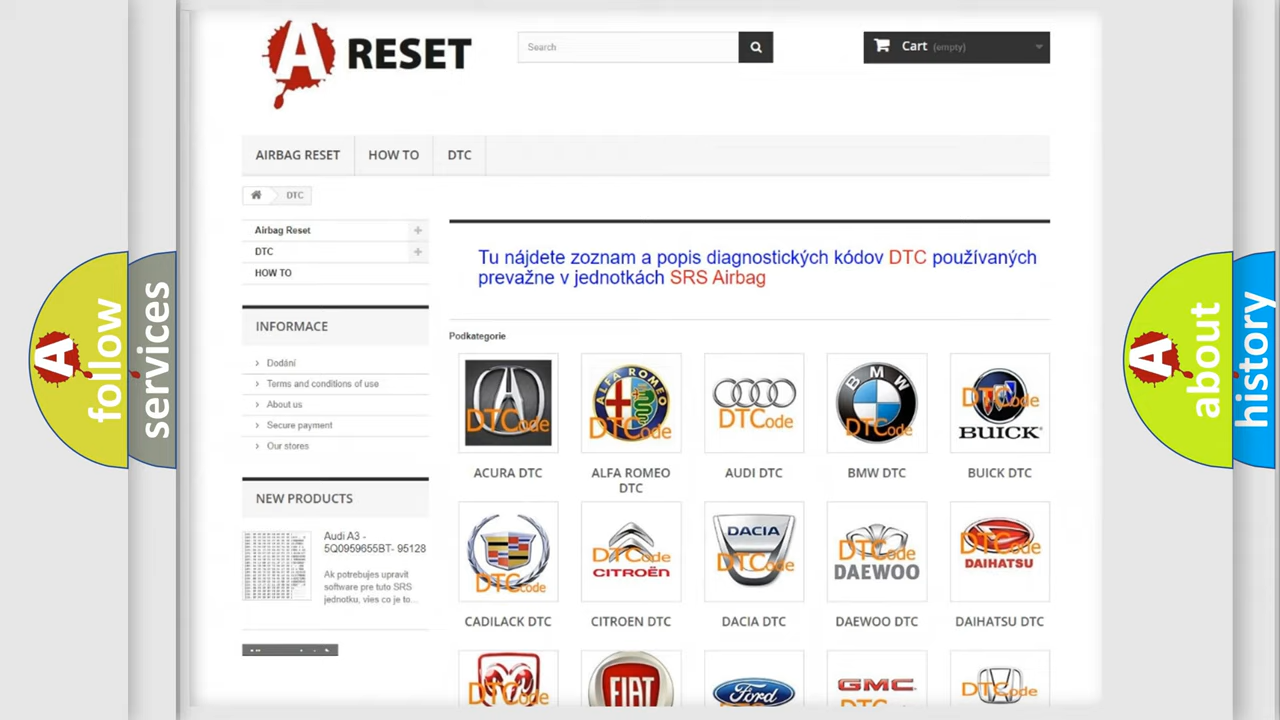 A RESET
Search
Cart (empty)
AIRBAG RESET
HOW TO
DTC
DTC
Airbag Reset
DTC
HOW TO
Tu nájdete zoznam a popis diagnostických kódov DTC používaných
prevažne v jednotkách SRS Airbag
INFORMACE
Dodání
Terms and conditions of use
About us
Secure payment
Our stores
Podkategorie
DTCode
ALFA ROMEO
DTCode
DTCode
BMW
DTCode
DTCode
BUICK
ACURA DTC
ALFA ROMEO
DTC
AUDI DTC
BMW DTC
BUICK DTC
NEW PRODUCTS
Audi A3 -
5Q0959655BT- 95128
Ak potrebujes upravit
software pre tuto SRS
jednotku, vies co je to...
DTCode
DTCode
CITROËN
DACIA
DTCode
DTCode
DAEWOO
DTCode
DAIHATSU
CADILACK DTC
CITROEN DTC
DACIA DTC
DAEWOO DTC
DAIHATSU DTC
DTCode
FIAT
Ford
GMC
DTCode
A follow
services
A about
history